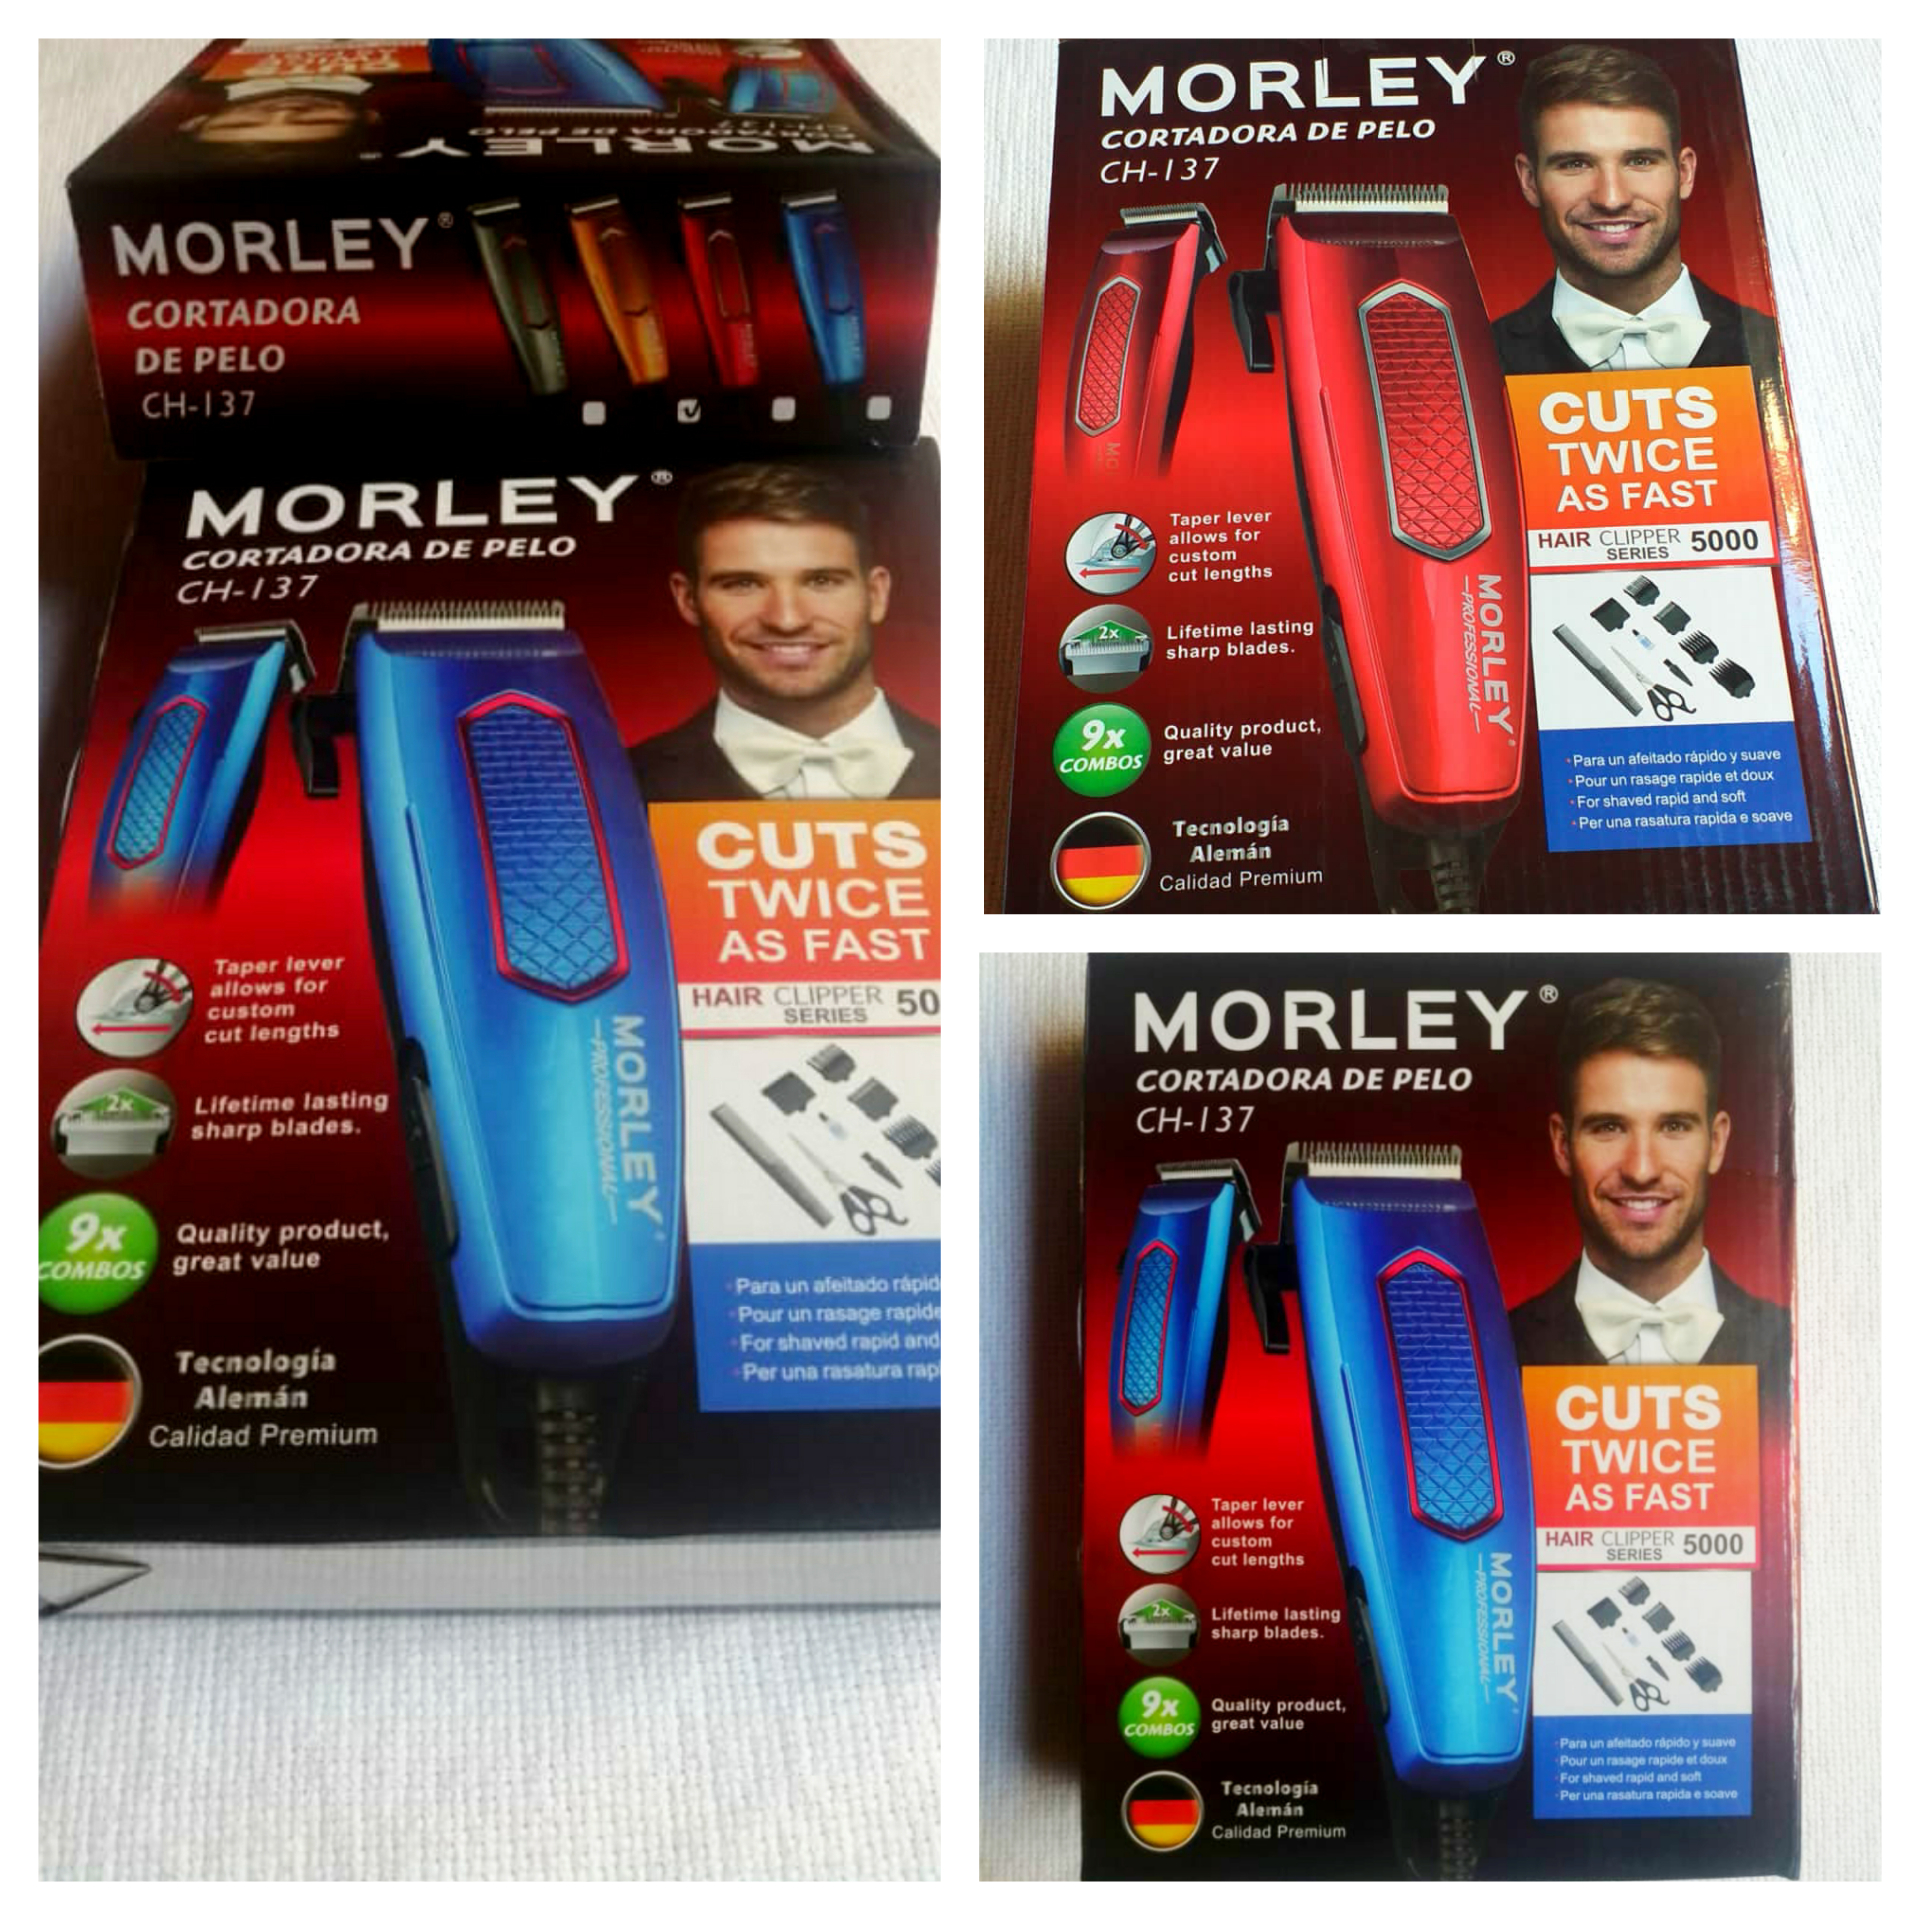 MORLEY®
CORTADORA DE PELO
MORLEY®
CORTADORA
DE PELO
CH-137
MORLEY®
CORTADORA DE PELO
CH-137
CUTS
TWICE
AS FAST
HAIR CLIPPER
SERIES 50
Taper lever
allows for
custom
cut lengths
2x
Lifetime lasting
sharp blades.
9x
COMBOS
Quality product,
great value
MORLEY
PROFESSIONAL
Para un afeitado rápid
Pour un rasage rapide
For shaved rapid and
Per una rasatura rap
Tecnología
Alemán
Calidad Premium
MORLEY®
CORTADORA DE PELO
CH-137
CUTS
TWICE
AS FAST
HAIR CLIPPER
SERIES 5000
Taper lever
allows for
custom
cut lengths
2x
Lifetime lasting
sharp blades.
9x
COMBOS
Quality product,
great value
MORLEY
PROFESSIONAL
Para un afeitado rápido y suave
Pour un rasage rapide et doux
For shaved rapid and soft
Per una rasatura rapida e soave
Tecnología
Alemán
Calidad Premium
MORLEY®
CORTADORA DE PELO
CH-137
CUTS
TWICE
AS FAST
HAIR CLIPPER
SERIES 5000
Taper lever
allows for
custom
cut lengths
2x
Lifetime lasting
sharp blades.
9x
COMBOS
Quality product,
great value
MORLEY
PROFESSIONAL
Para un afeitado rápido y suave
Pour un rasage rapide et doux
For shaved rapid and soft
Per una rasatura rapida e soave
Tecnología
Alemán
Calidad Premium